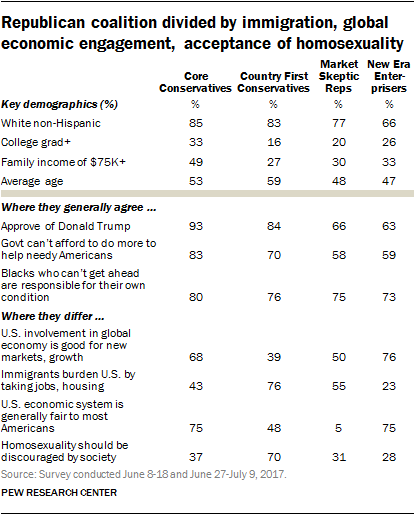 Republican coalition divided by immigration, global
economic engagement, acceptance of homosexuality
Core Conservatives Country First Conservatives Market Skeptic Reps New Era Enter- prisers
Key demographics (%) % % % %
White non-Hispanic 85 83 77 66
College grad+ 33 16 20 26
Family income of $75K+ 49 27 30 33
Average age 53 59 48 47
Where they generally agree ...
Approve of Donald Trump 93 84 66 63
Govt can't afford to do more to
help needy Americans 83 70 58 59
Blacks who can't get ahead
are responsible for their own
condition 80 76 75 73
Where they differ ...
U.S. involvement in global
economy is good for new
markets, growth 68 39 50 76
Immigrants burden U.S. by
taking jobs, housing 43 76 55 23
U.S. economic system is
generally fair to most
Americans 75 48 5 75
Homosexuality should be
discouraged by society 37 70 31 28
Source: Survey conducted June 8-18 and June 27-July 9, 2017.
PEW RESEARCH CENTER